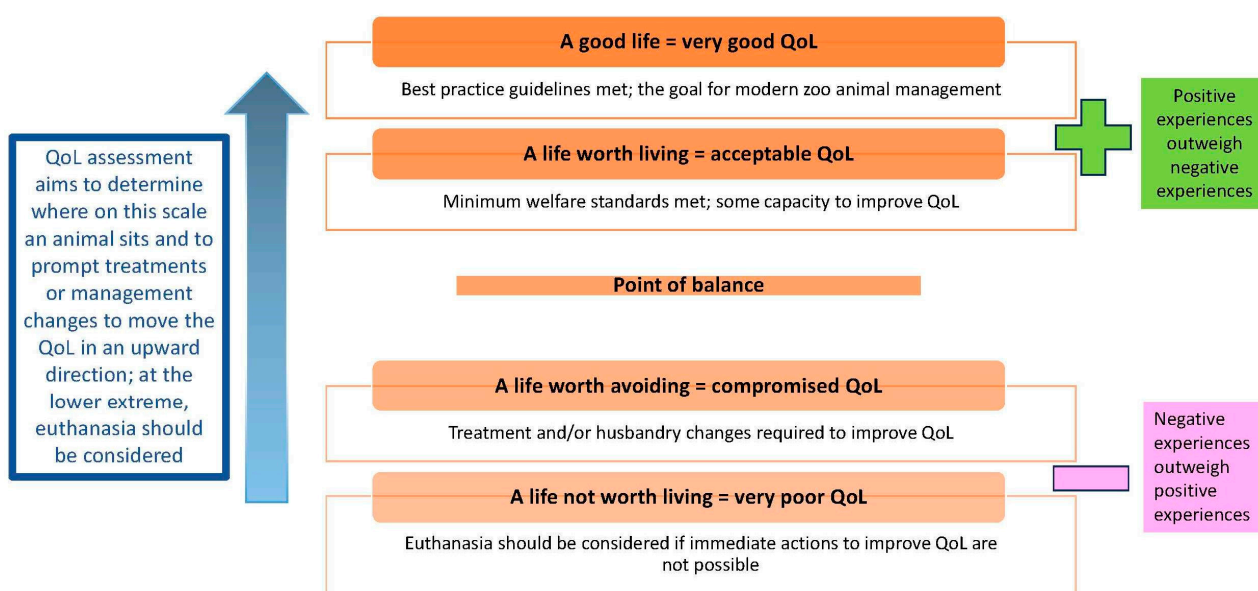 A good life = very good QoL
Best practice guidelines met; the goal for modern zoo animal management
A life worth living = acceptable QoL
Minimum welfare standards met; some capacity to improve QoL
Point of balance
A life worth avoiding = compromised QoL
Treatment and/or husbandry changes required to improve QoL
A life not worth living = very poor QoL
Euthanasia should be considered if immediate actions to improve QoL are
not possible
QoL assessment
aims to determine
where on this scale
an animal sits and to
prompt treatments
or management
changes to move the
QoL in an upward
direction; at the
lower extreme,
euthanasia should
be considered
Positive
experiences
outweigh
negative
experiences
Negative
experiences
outweigh
positive
experiences